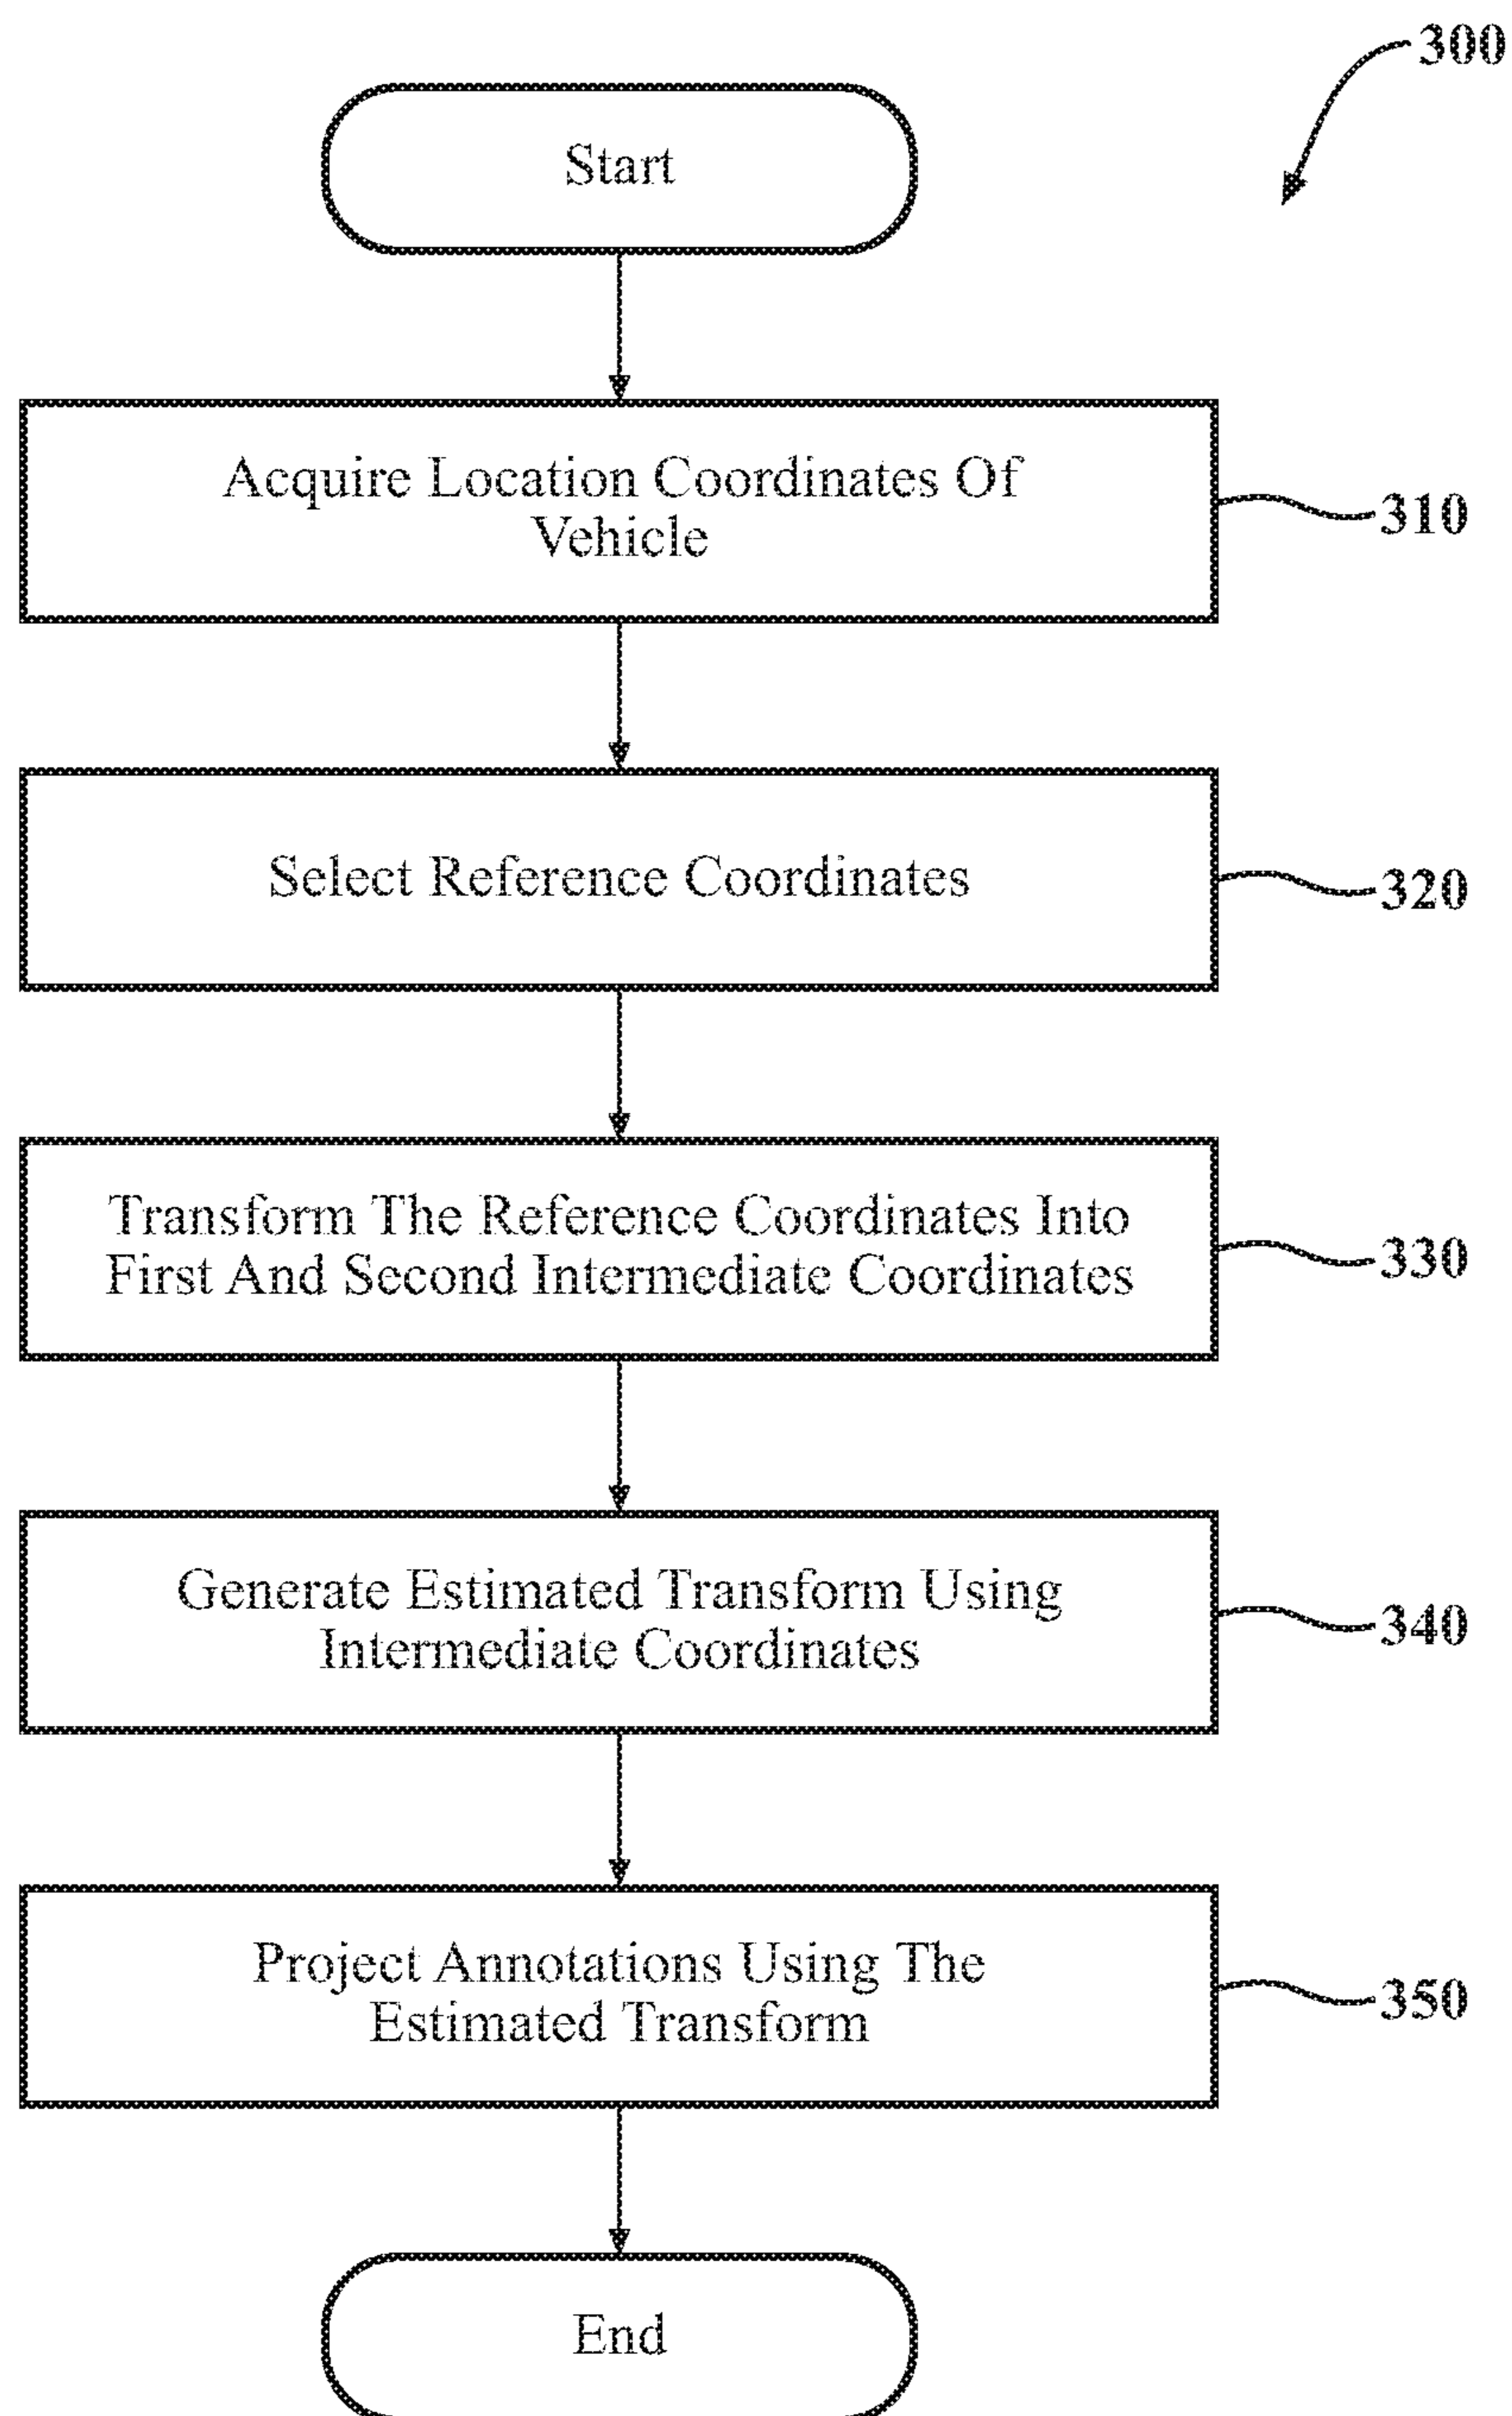 300
Start
Acquire Location Coordinates Of
Vehicle
310
Select Reference Coordinates
320
Transform The Reference Coordinates Into
First And Second Intermediate Coordinates
330
Generate Estimated Transform Using
Intermediate Coordinates
340
Project Annotations Using The
Estimated Transform
350
End